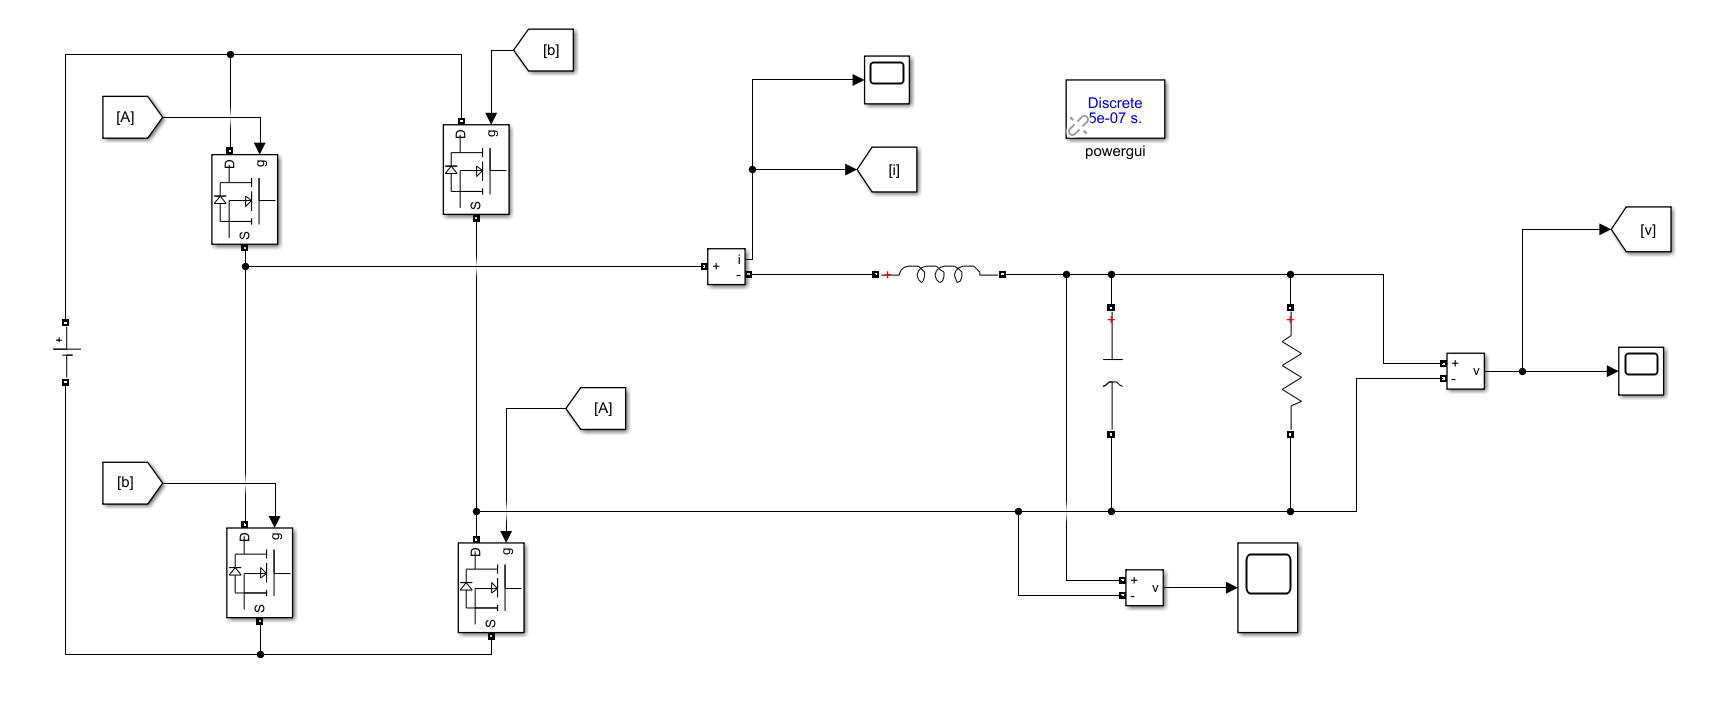 [b]
[A]
D
g
S
D
g
S
[i]
Discrete
5e-07 s.
powergui
[v]
+
i
-
+
+
+
+
+
-
v
[A]
[b]
D
g
S
D
g
S
+
-
v